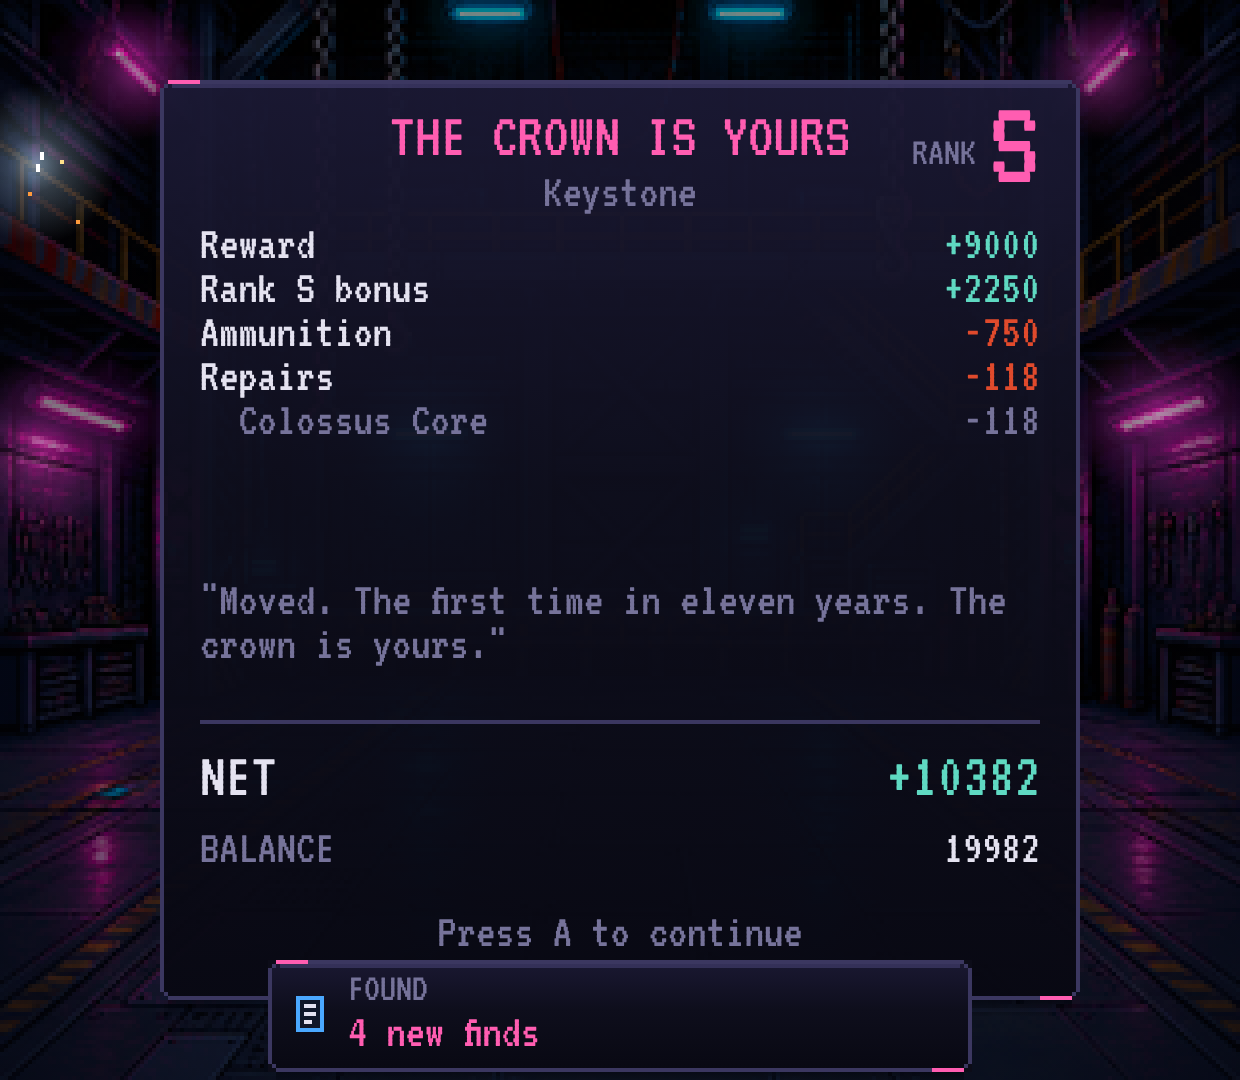 THE CROWN IS YOURS
RANK S
Keystone
Reward +9000
Rank S bonus +2250
Ammunition -750
Repairs -118
Colossus Core -118
"Moved. The first time in eleven years. The
crown is yours."
NET +10382
BALANCE 19982
Press A to continue
FOUND
4 new finds